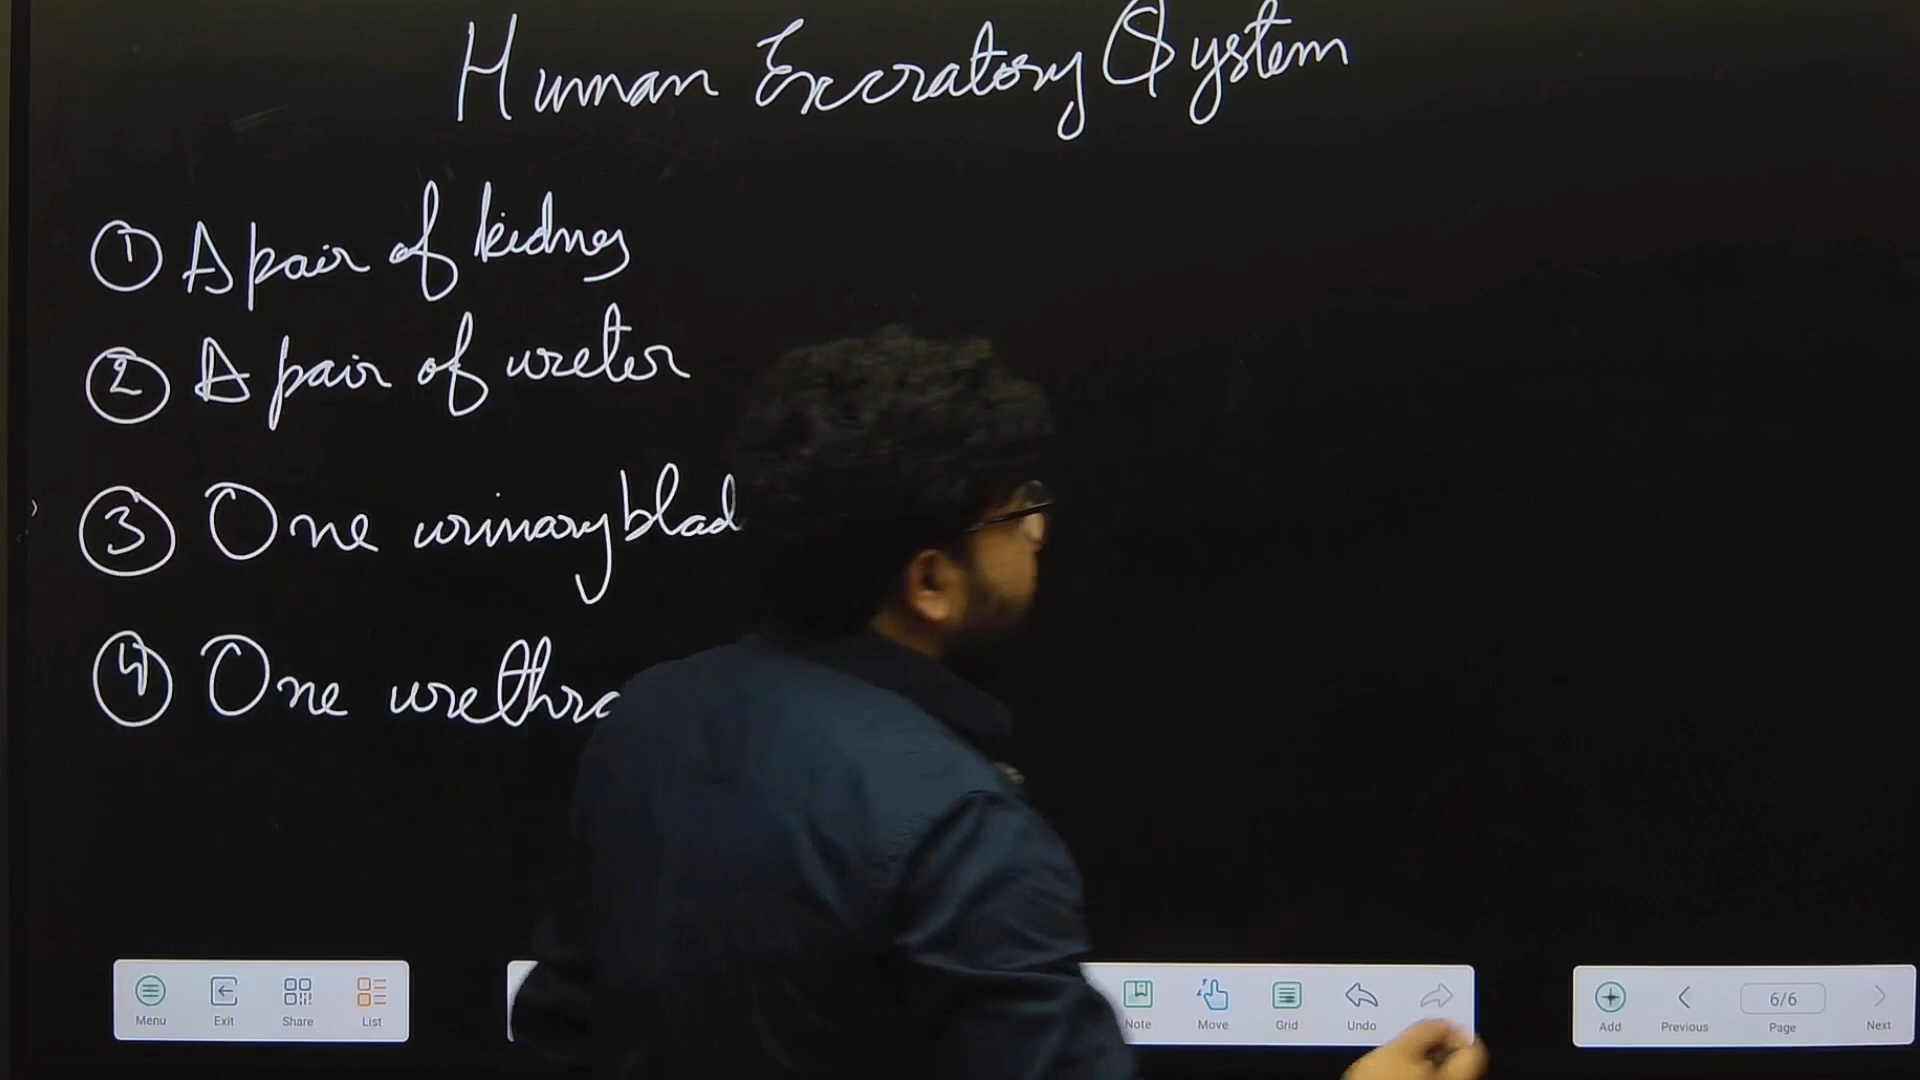 Human Excratory System
① A pair of kidney
② A pair of ureter
③ One urinary blad
④ One urethra
Menu Exit Share List Note Move Grid Undo Add Previous 6/6 Page Next